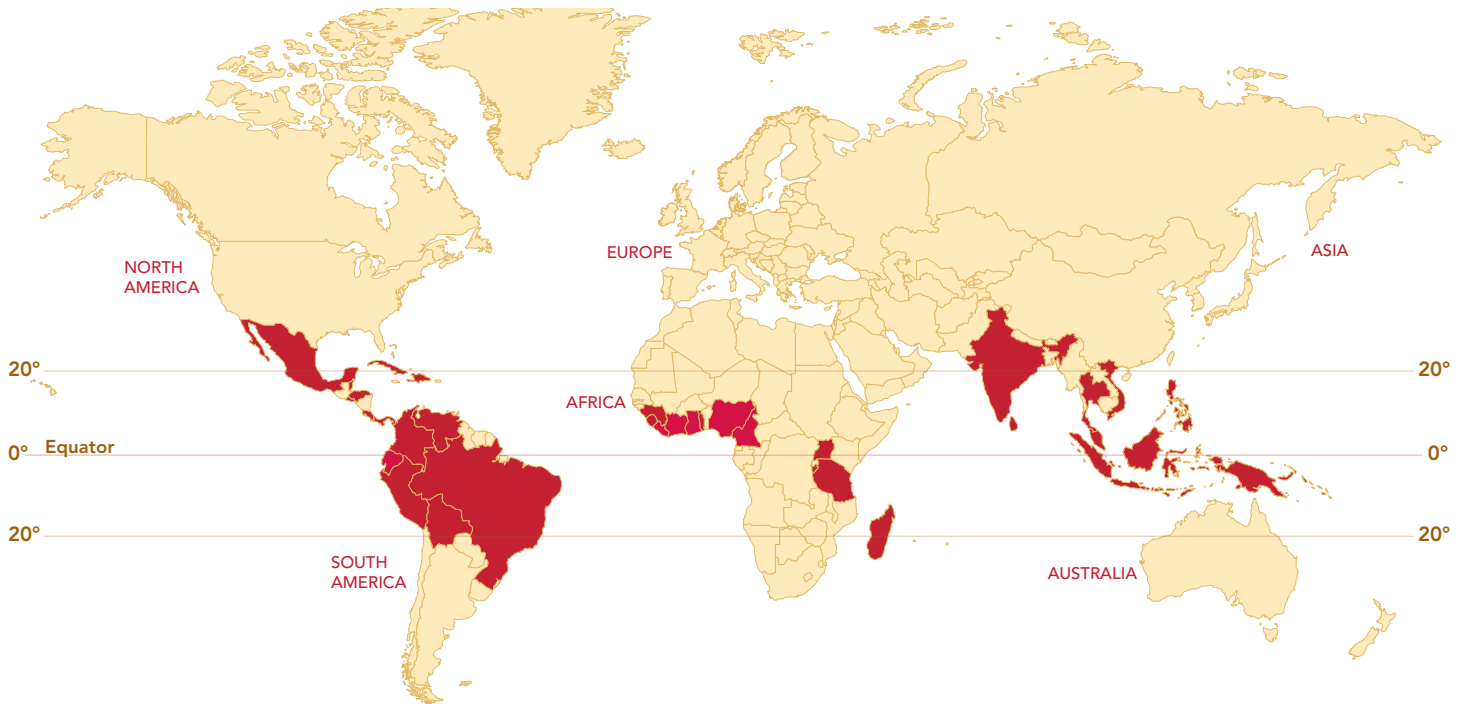 EUROPE
ASIA
NORTH
AMERICA
20°
20°
AFRICA
Equator
0°
0°
20°
20°
SOUTH
AMERICA
AUSTRALIA